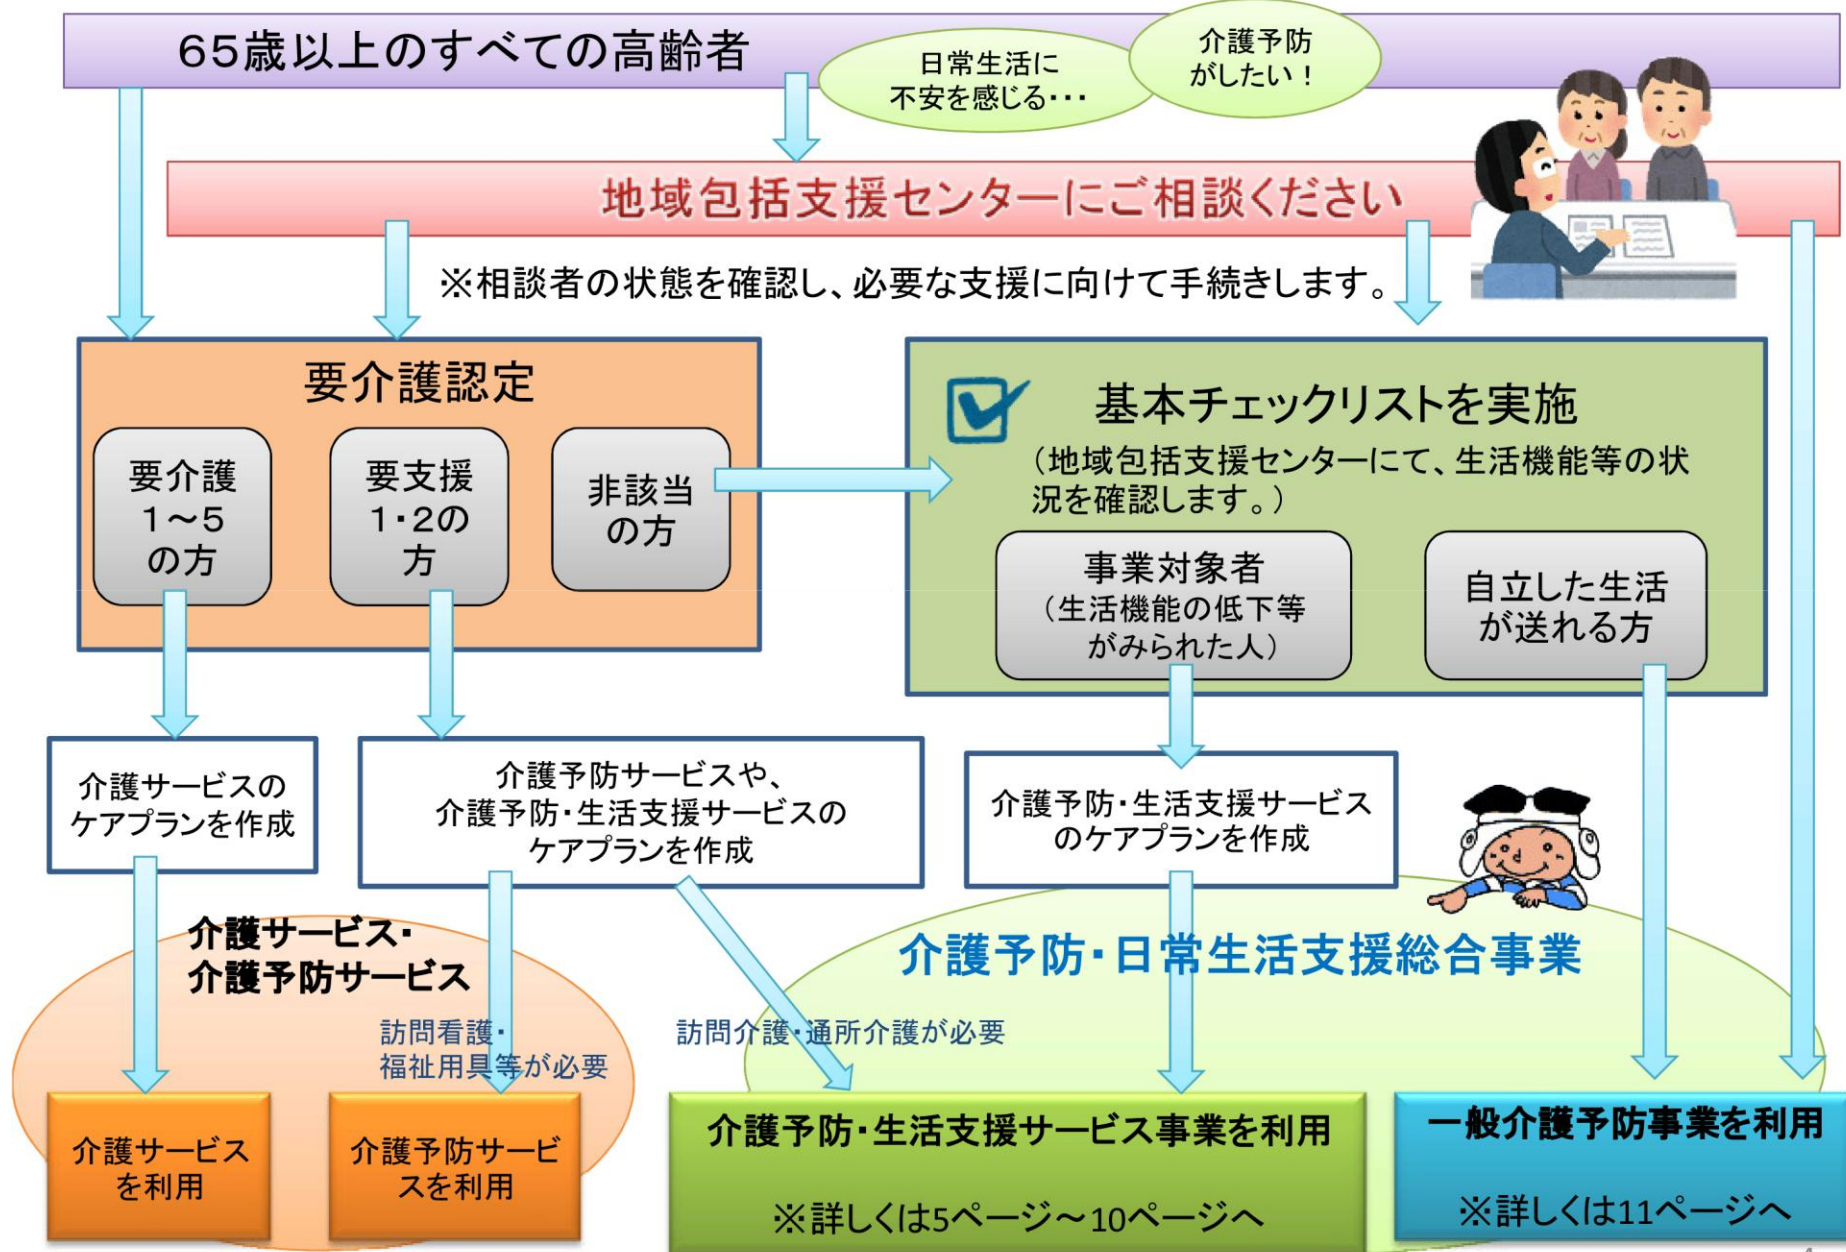 65歳以上のすべての高齢者
日常生活に
不安を感じる・・・
介護予防
がしたい！
地域包括支援センターにご相談ください
※相談者の状態を確認し、必要な支援に向けて手続きします。
要介護認定
要介護
1～5
の方
要支援
1・2の
方
非該当
の方
基本チェックリストを実施
（地域包括支援センターにて、生活機能等の状
況を確認します。）
事業対象者
（生活機能の低下等
がみられた人）
自立した生活
が送れる方
介護サービスの
ケアプランを作成
介護予防サービスや、
介護予防・生活支援サービスの
ケアプランを作成
介護予防・生活支援サービス
のケアプランを作成
介護サービス・
介護予防サービス
介護予防・日常生活支援総合事業
訪問看護・
福祉用具等が必要
訪問介護・通所介護が必要
介護サービス
を利用
介護予防サービ
スを利用
介護予防・生活支援サービス事業を利用
※詳しくは5ページ～10ページへ
一般介護予防事業を利用
※詳しくは11ページへ